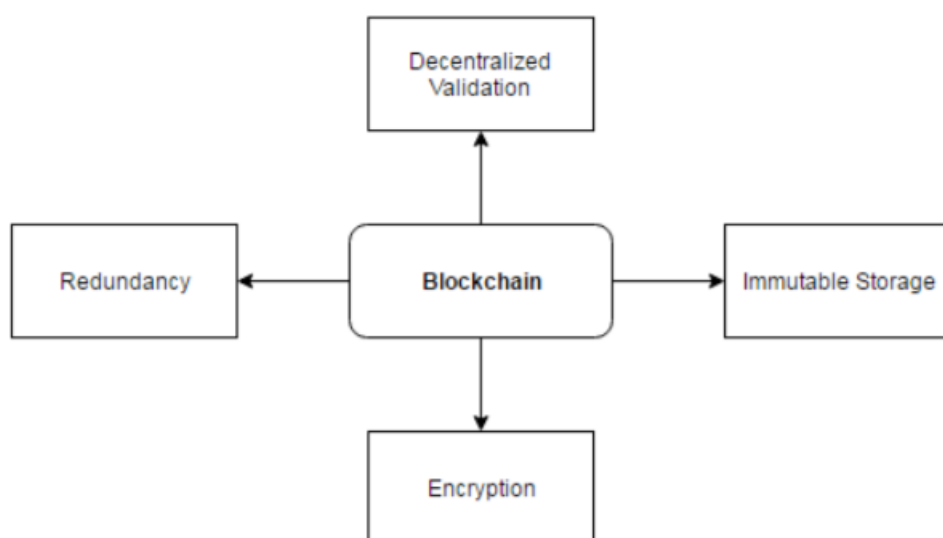 Decentralized
Validation
Redundancy
Blockchain
Immutable Storage
Encryption